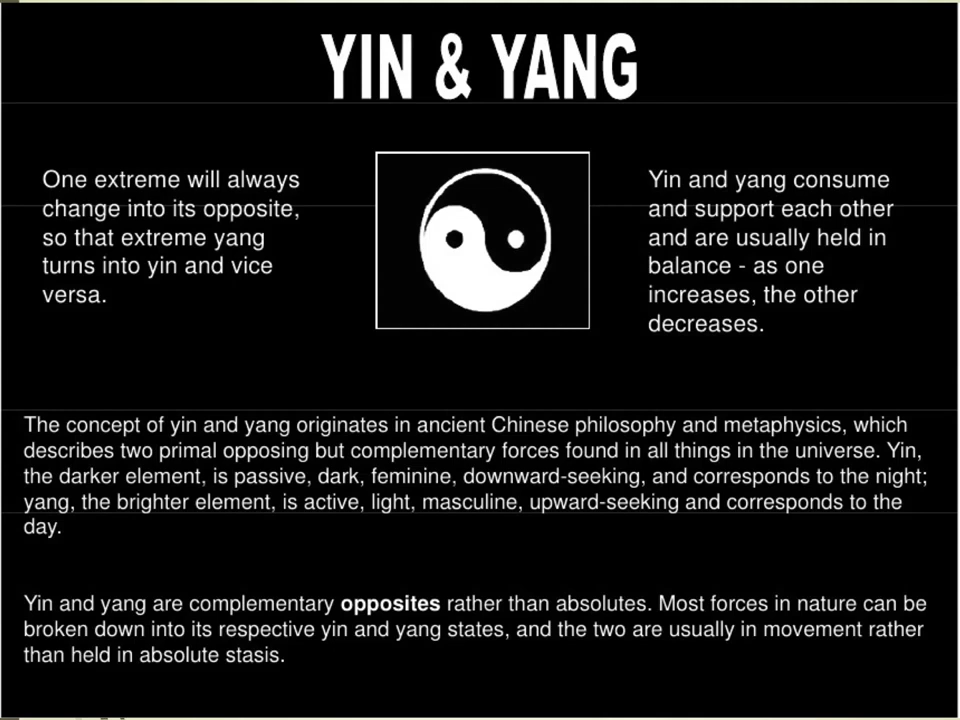 YIN & YANG
One extreme will always
change into its opposite,
so that extreme yang
turns into yin and vice
versa.
Yin and yang consume
and support each other
and are usually held in
balance - as one
increases, the other
decreases.
The concept of yin and yang originates in ancient Chinese philosophy and metaphysics, which
describes two primal opposing but complementary forces found in all things in the universe. Yin,
the darker element, is passive, dark, feminine, downward-seeking, and corresponds to the night;
yang, the brighter element, is active, light, masculine, upward-seeking and corresponds to the
day.
Yin and yang are complementary opposites rather than absolutes. Most forces in nature can be
broken down into its respective yin and yang states, and the two are usually in movement rather
than held in absolute stasis.